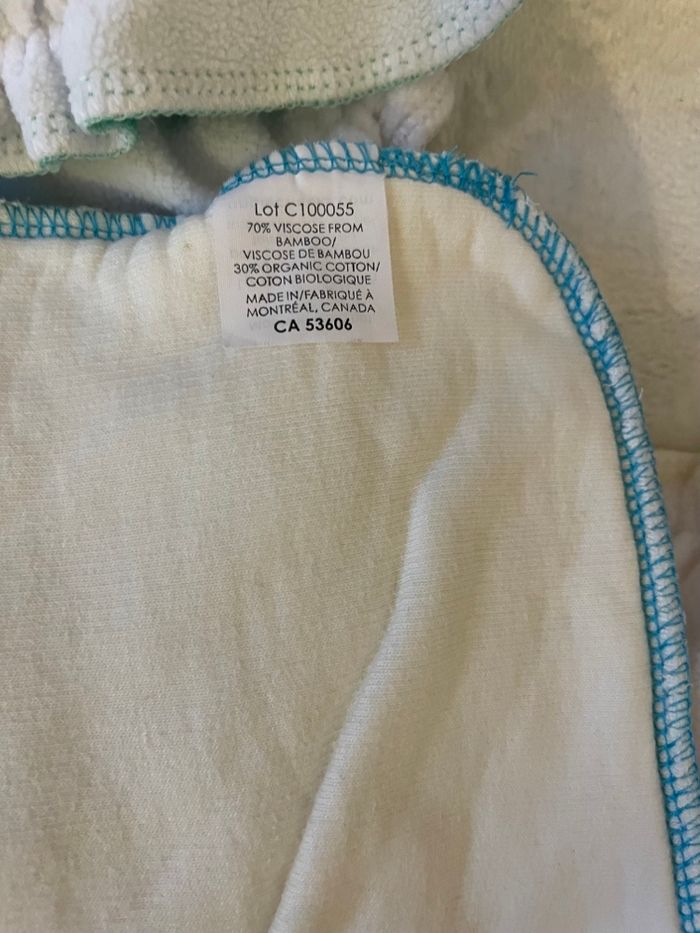 Lot C100055
70% VISCOSE FROM
BAMBOO/
VISCOSE DE BAMBOU
30% ORGANIC COTTON/
COTON BIOLOGIQUE
MADE IN/FABRIQUÉ À
MONTRÉAL, CANADA
CA 53606